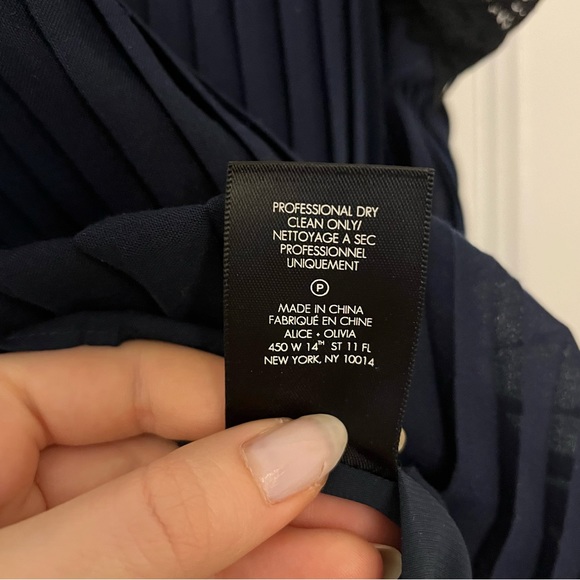 PROFESSIONAL DRY
CLEAN ONLY/
NETTOYAGE A SEC
PROFESSIONNEL
UNIQUEMENT
P
MADE IN CHINA
FABRIQUÉ EN CHINE
ALICE + OLIVIA
450 W 14TH ST 11 FL
NEW YORK, NY 10014